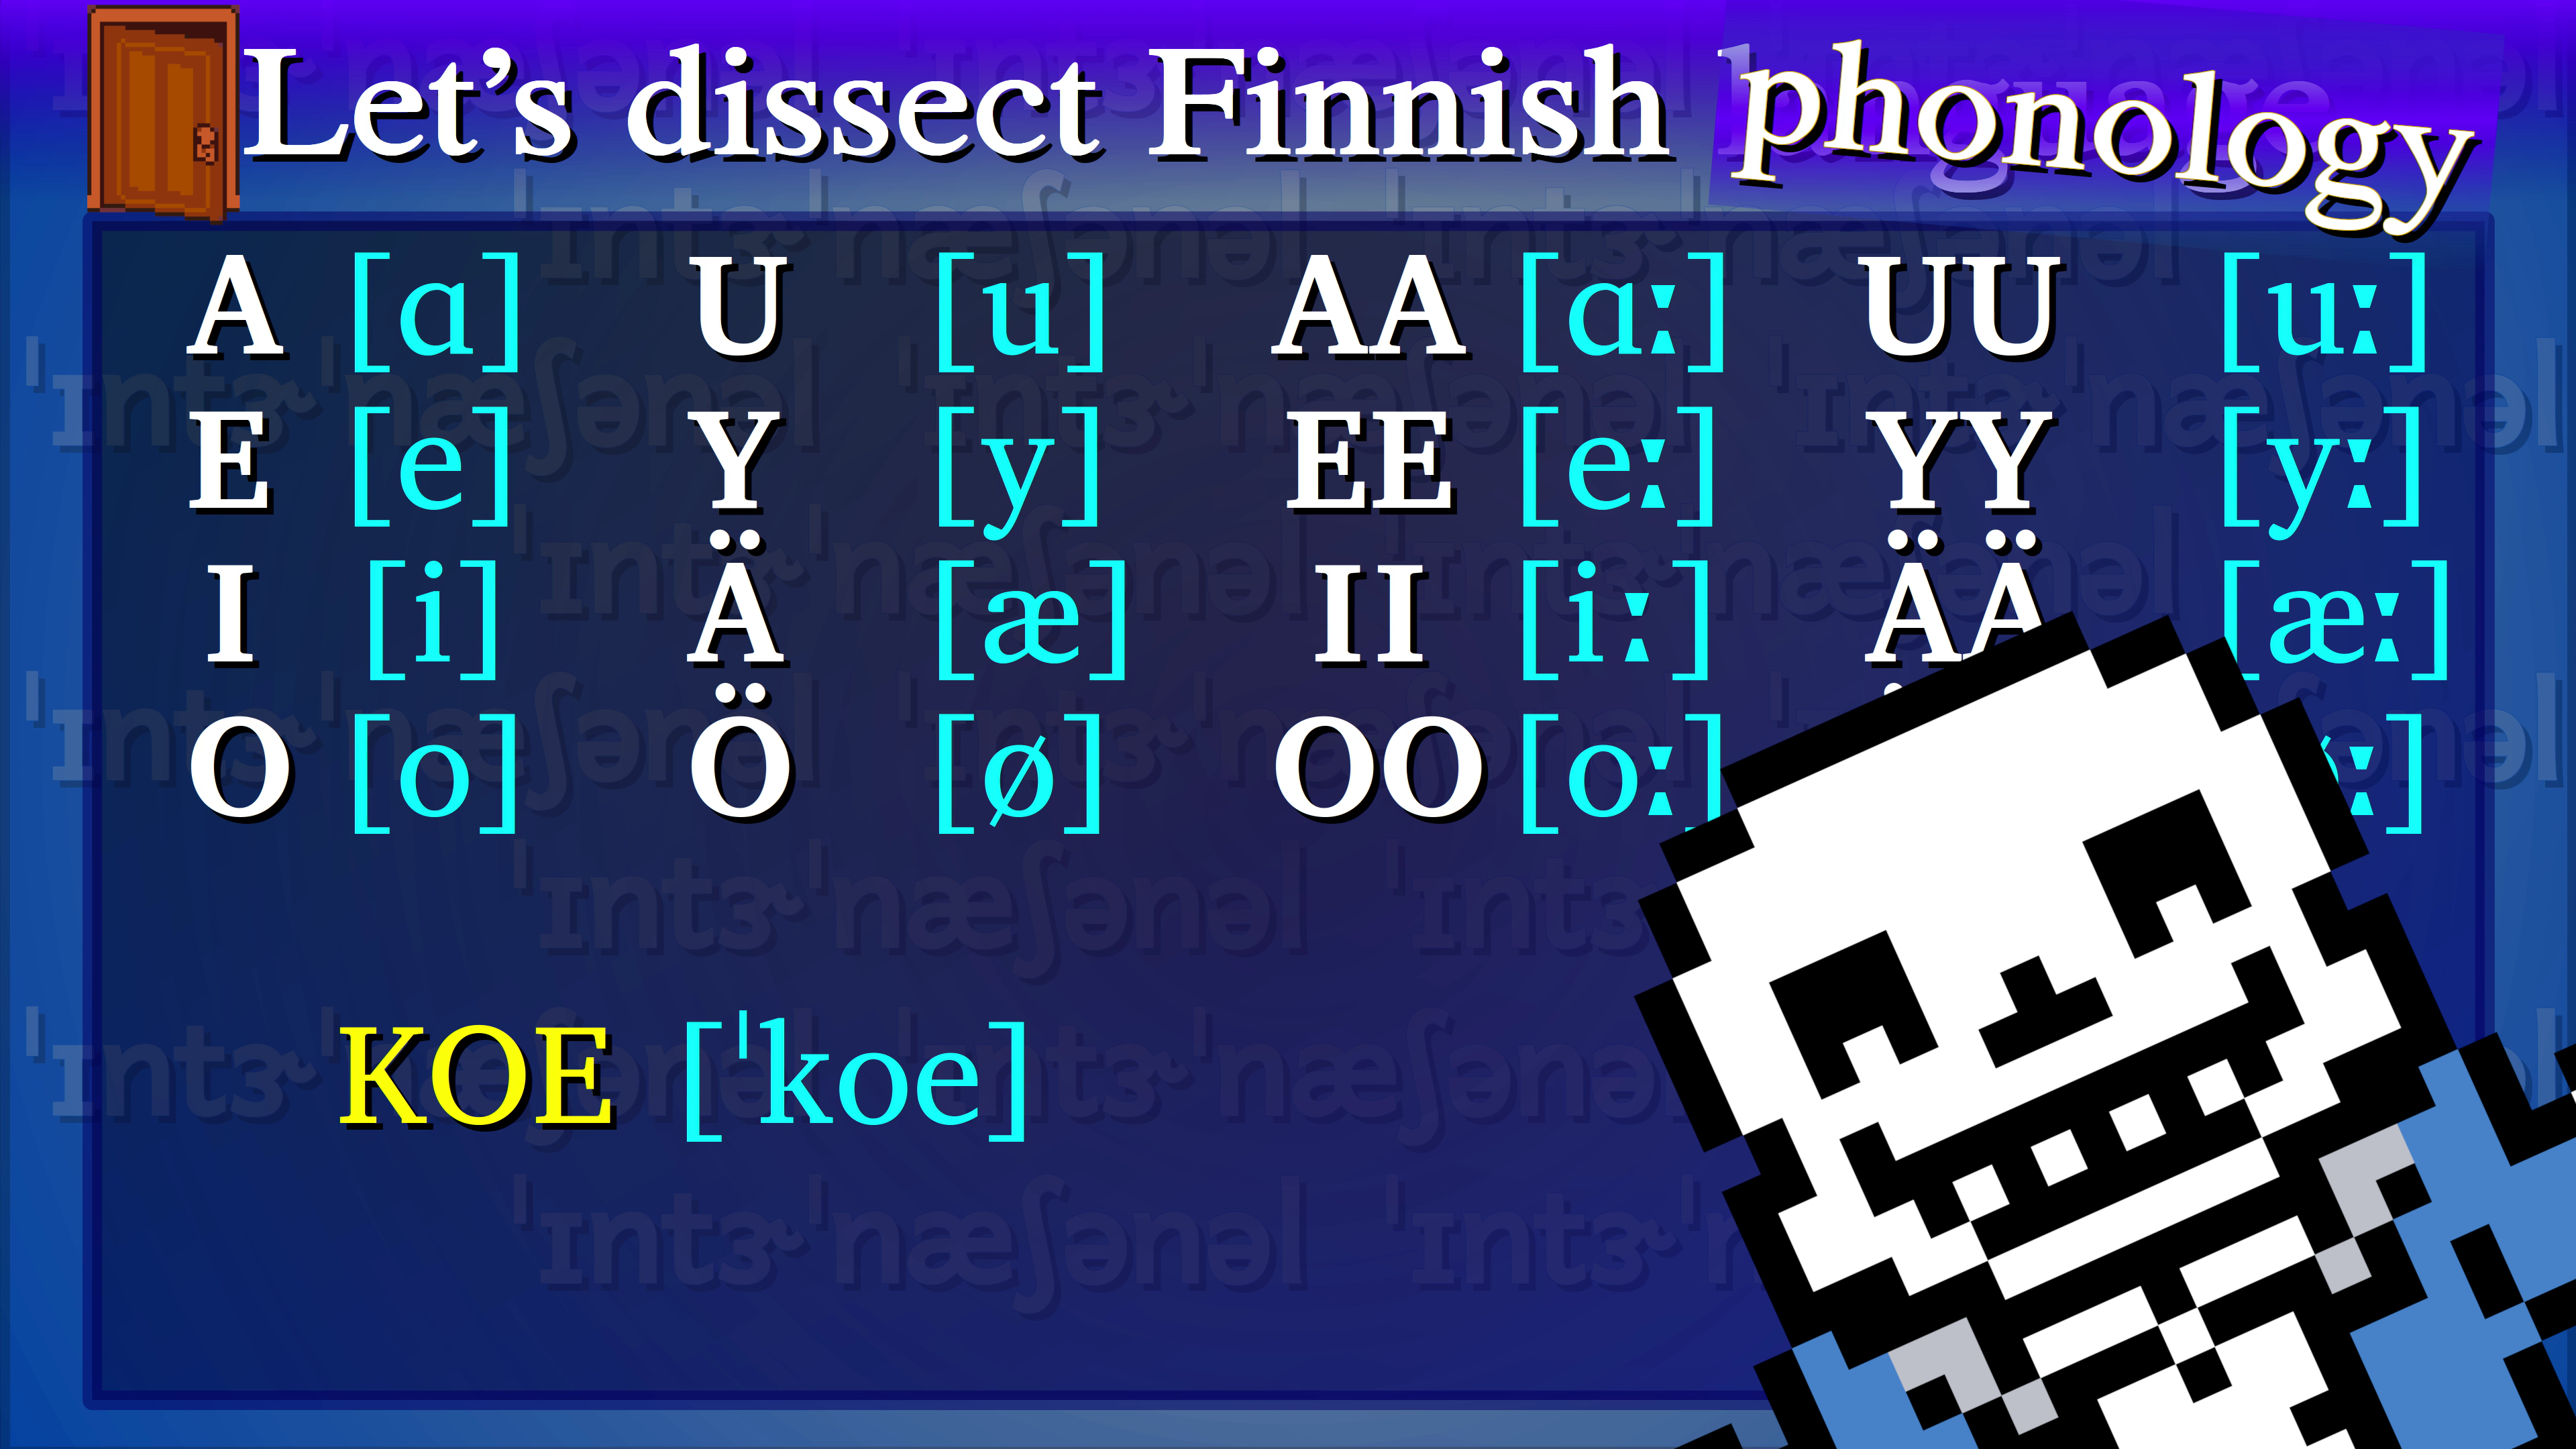 Let's dissect Finnish phonology
A [ɑ] U [u] AA [ɑː] UU [uː]
E [e] Y [y] EE [eː] YY [yː]
I [i] Ä [æ] II [iː] ÄÄ [æː]
O [o] Ö [ø] OO [oː]
KOE [ˈkoe]
ˈɪntɝˈnæʃənəl